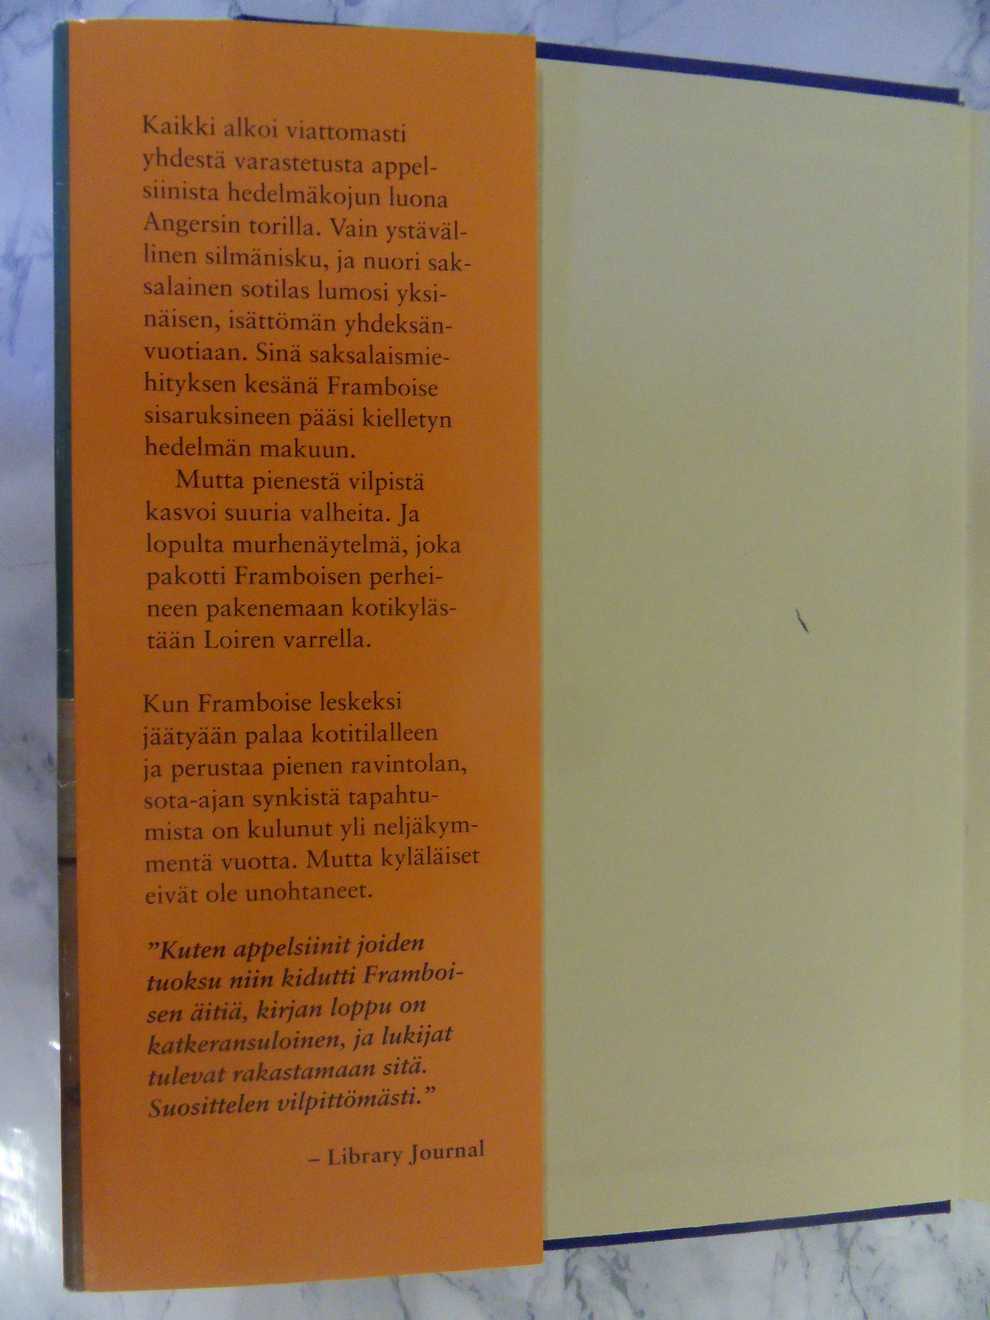 Kaikki alkoi viattomasti
yhdestä varastetusta appel-
siinista hedelmäkojun luona
Angersin torilla. Vain ystäväl-
linen silmänisku, ja nuori sak-
salainen sotilas lumosi yksi-
näisen, isättömän yhdeksän-
vuotiaan. Sinä saksalaismie-
hityksen kesänä Framboise
sisaruksineen pääsi kielletyn
hedelmän makuun.
Mutta pienestä vilpistä
kasvoi suuria valheita. Ja
lopulta murhenäytelmä, joka
pakotti Framboisen perhei-
neen pakenemaan kotikyläs-
tään Loiren varrella.
Kun Framboise leskeksi
jäätyään palaa kotitilalleen
ja perustaa pienen ravintolan,
sota-ajan synkistä tapahtu-
mista on kulunut yli neljäkym-
mentä vuotta. Mutta kyläläiset
eivät ole unohtaneet.
”Kuten appelsiinit joiden
tuoksu niin kidutti Framboi-
sen äitiä, kirjan loppu on
katkeransuloinen, ja lukijat
tulevat rakastamaan sitä.
Suosittelen vilpittömästi.”
– Library Journal